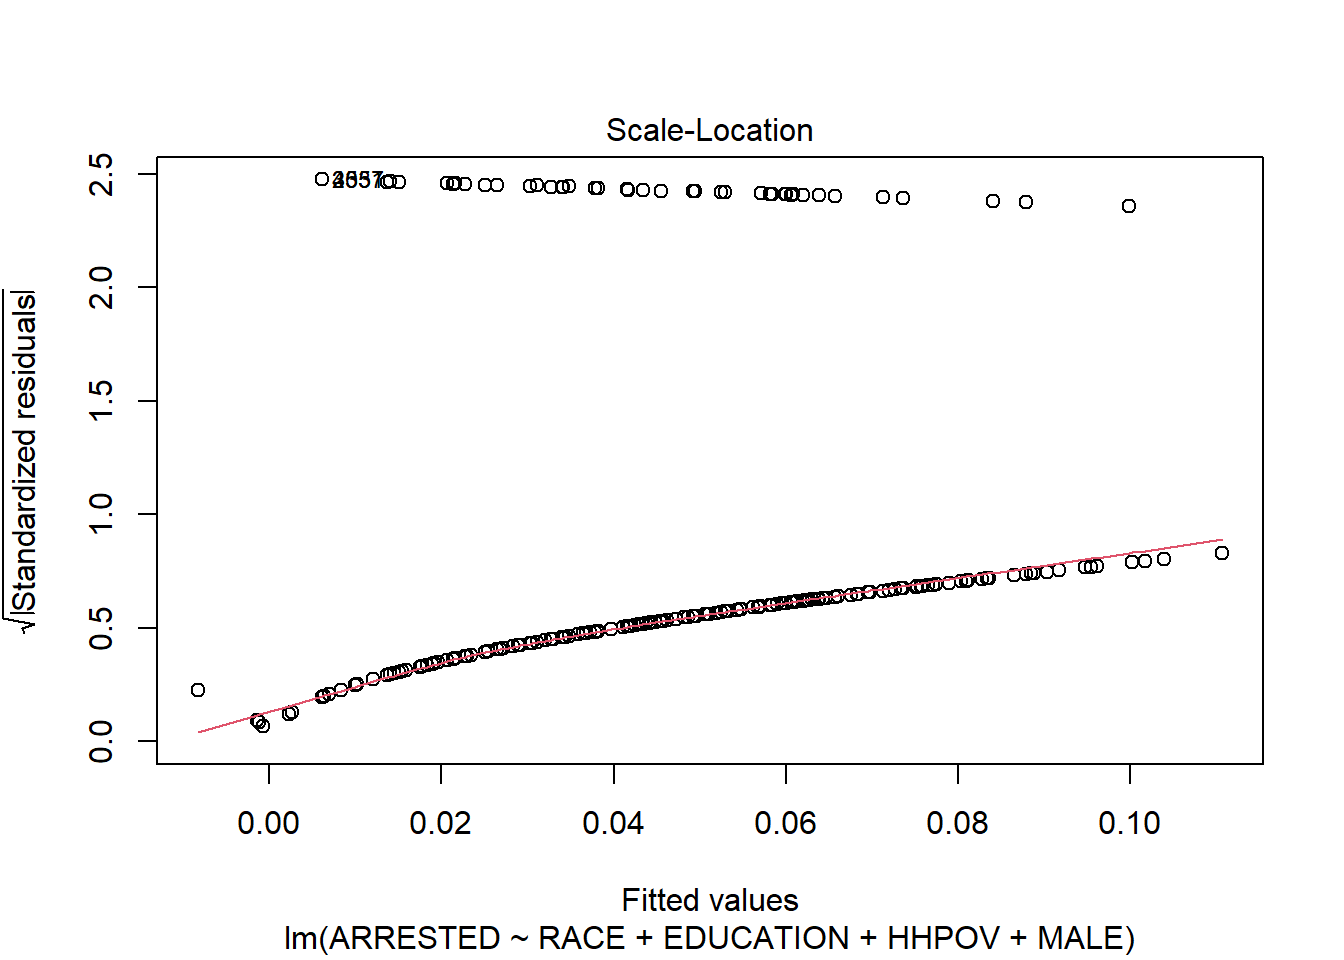 Scale-Location
√|Standardized residuals|
2.5
2.0
1.5
1.0
0.5
0.0
0.00 0.02 0.04 0.06 0.08 0.10
Fitted values
lm(ARRESTED ~ RACE + EDUCATION + HHPOV + MALE)